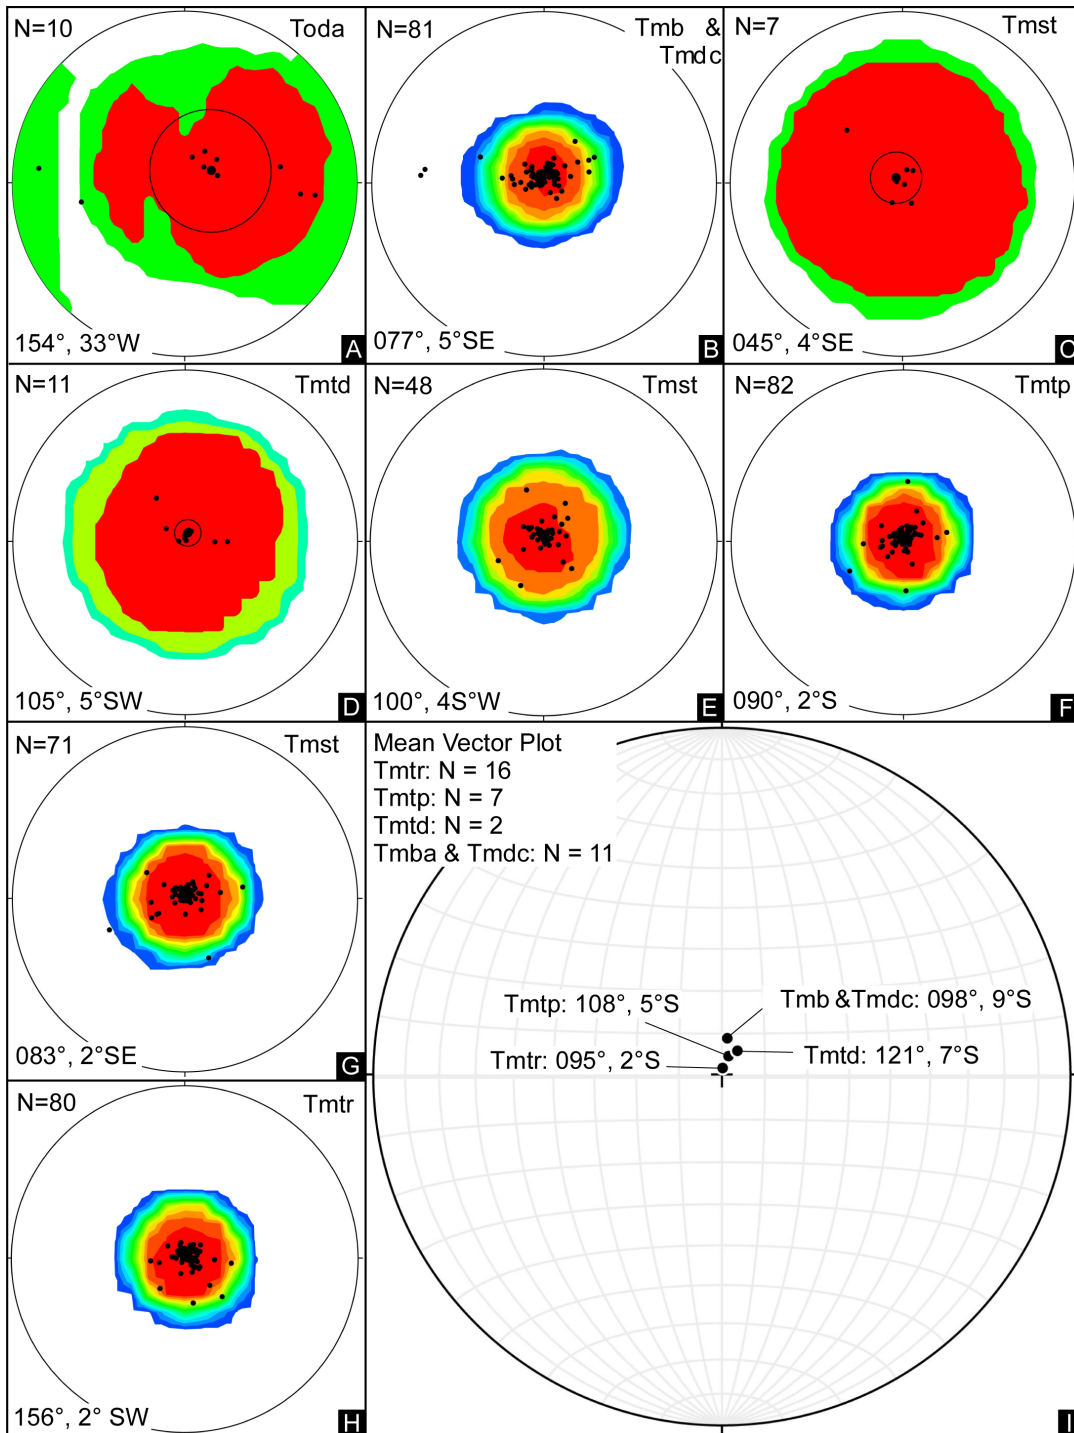 N=10 Toda
154°, 33°W A
N=81 Tmb & Tmdc
077°, 5°SE B
N=7 Tmst
045°, 4°SE C
N=11 Tmtd
105°, 5°SW D
N=48 Tmst
100°, 4S°W E
N=82 Tmtp
090°, 2°S F
N=71 Tmst
083°, 2°SE G
N=80 Tmtr
156°, 2° SW H
Mean Vector Plot
Tmtr: N = 16
Tmtp: N = 7
Tmtd: N = 2
Tmba & Tmdc: N = 11
Tmtp: 108°, 5°S
Tmb &Tmdc: 098°, 9°S
Tmtr: 095°, 2°S
Tmtd: 121°, 7°S
I